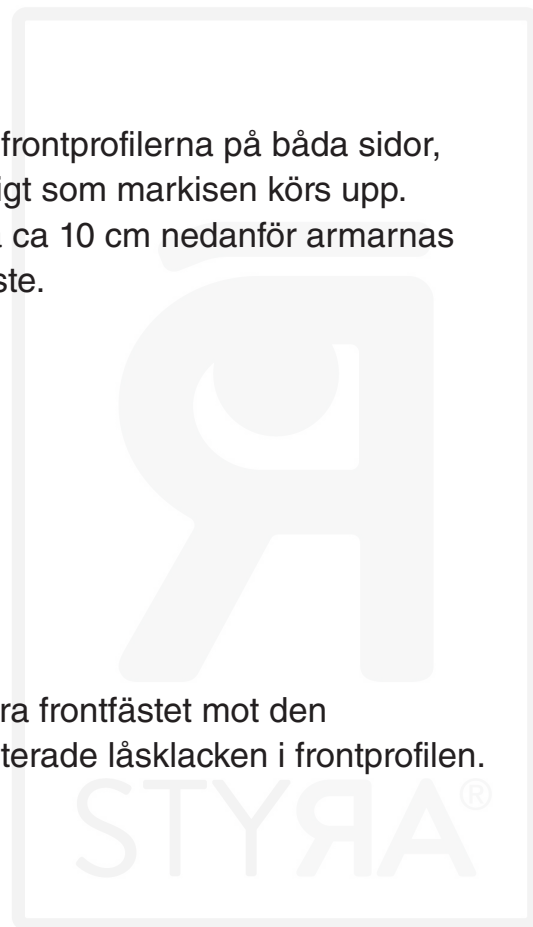 frontprofilerna på båda sidor,
igt som markisen körs upp.
ca 10 cm nedanför armarnas
ste.
ra frontfästet mot den
terade låsklacken i frontprofilen.
STYRA®